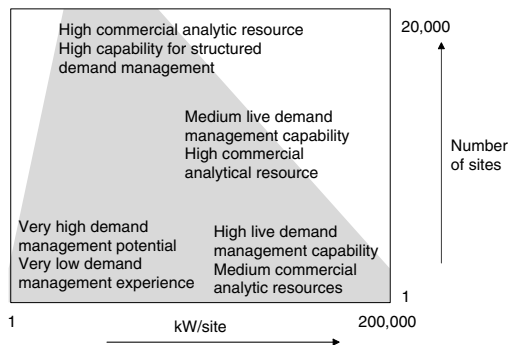 High commercial analytic resource
High capability for structured
demand management
20,000
Medium live demand
management capability
High commercial
analytical resource
Number
of sites
Very high demand
management potential
Very low demand
management experience
High live demand
management capability
Medium commercial
analytic resources
1
1
kW/site
200,000